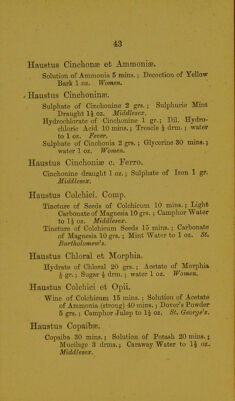 43
Haustus Cinchonæ et Ammoniæ.
Solution of Ammonia 5 mins. ; Decoction of Yellow
Bark 1 oz. Women.
Haustus Cinchoninæ.
Sulphate of Cinchonine 2 grs. ; Sulphuric Mint
Draught 1½ oz. Middlesex.
Hydrochlorate of Cinchonine 1 gr. ; Dil. Hydro-
chloric Acid 10 mins. ; Treacle ½ drm. ; water
to 1 oz. Fever.
Sulphate of Cinchonia 2 grs. ; Glycerine 30 mins. ;
water 1 oz. Women.
Haustus Cinchoniæ c. Ferro.
Cinchonine draught 1 oz. ; Sulphate of Iron 1 gr.
Middlesex.
Haustus Colchici. Comp.
Tincture of Seeds of Colchicum 10 mins. ; Light
Carbonate of Magnesia 10 grs. ; Camphor Water
to 1½ oz. Middlesex.
Tincture of Colchicum Seeds 15 mins. ; Carbonate
of Magnesia 10 grs. ; Mint Water to 1 oz. St.
Bartholomew's.
Haustus Chloral et Morphia.
Hydrate of Chloral 20 grs. ; Acetate of Morphia
gr. ; Sugar ½ drm. ; water 1 oz. Women.
Haustus Colchici et Opii.
Wine of Colchicum 15 mins. ; Solution of Acetate
of Ammonia (strong) 40 mins. ; Dover's Powder
5 grs. ; Camphor Julep to 1½ oz. St. George's.
Haustus Copaibæ.
Copaiba 30 mins. ; Solution of Potash 20 mins. ;
Mucilage 3 drms. ; Caraway Water to 1½ oz.
Middlesex.